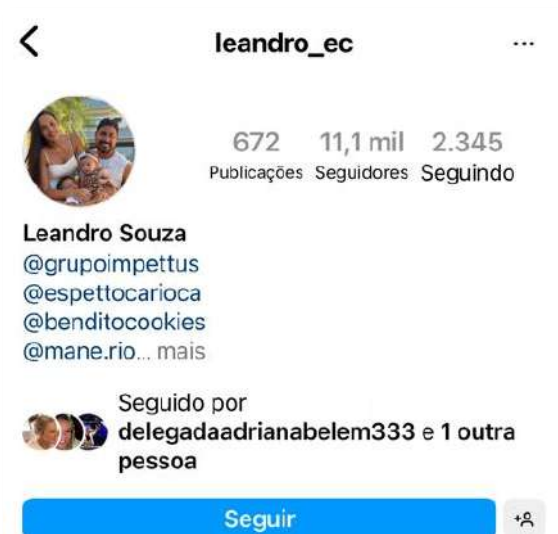 leandro_ec
672 11,1 mil 2.345
Publicações Seguidores Seguindo
Leandro Souza
@grupoimpettus
@espettocarioca
@benditocookies
@mane.rio... mais
Seguido por
delegadaadrianabelem333 e 1 outra
pessoa
Seguir